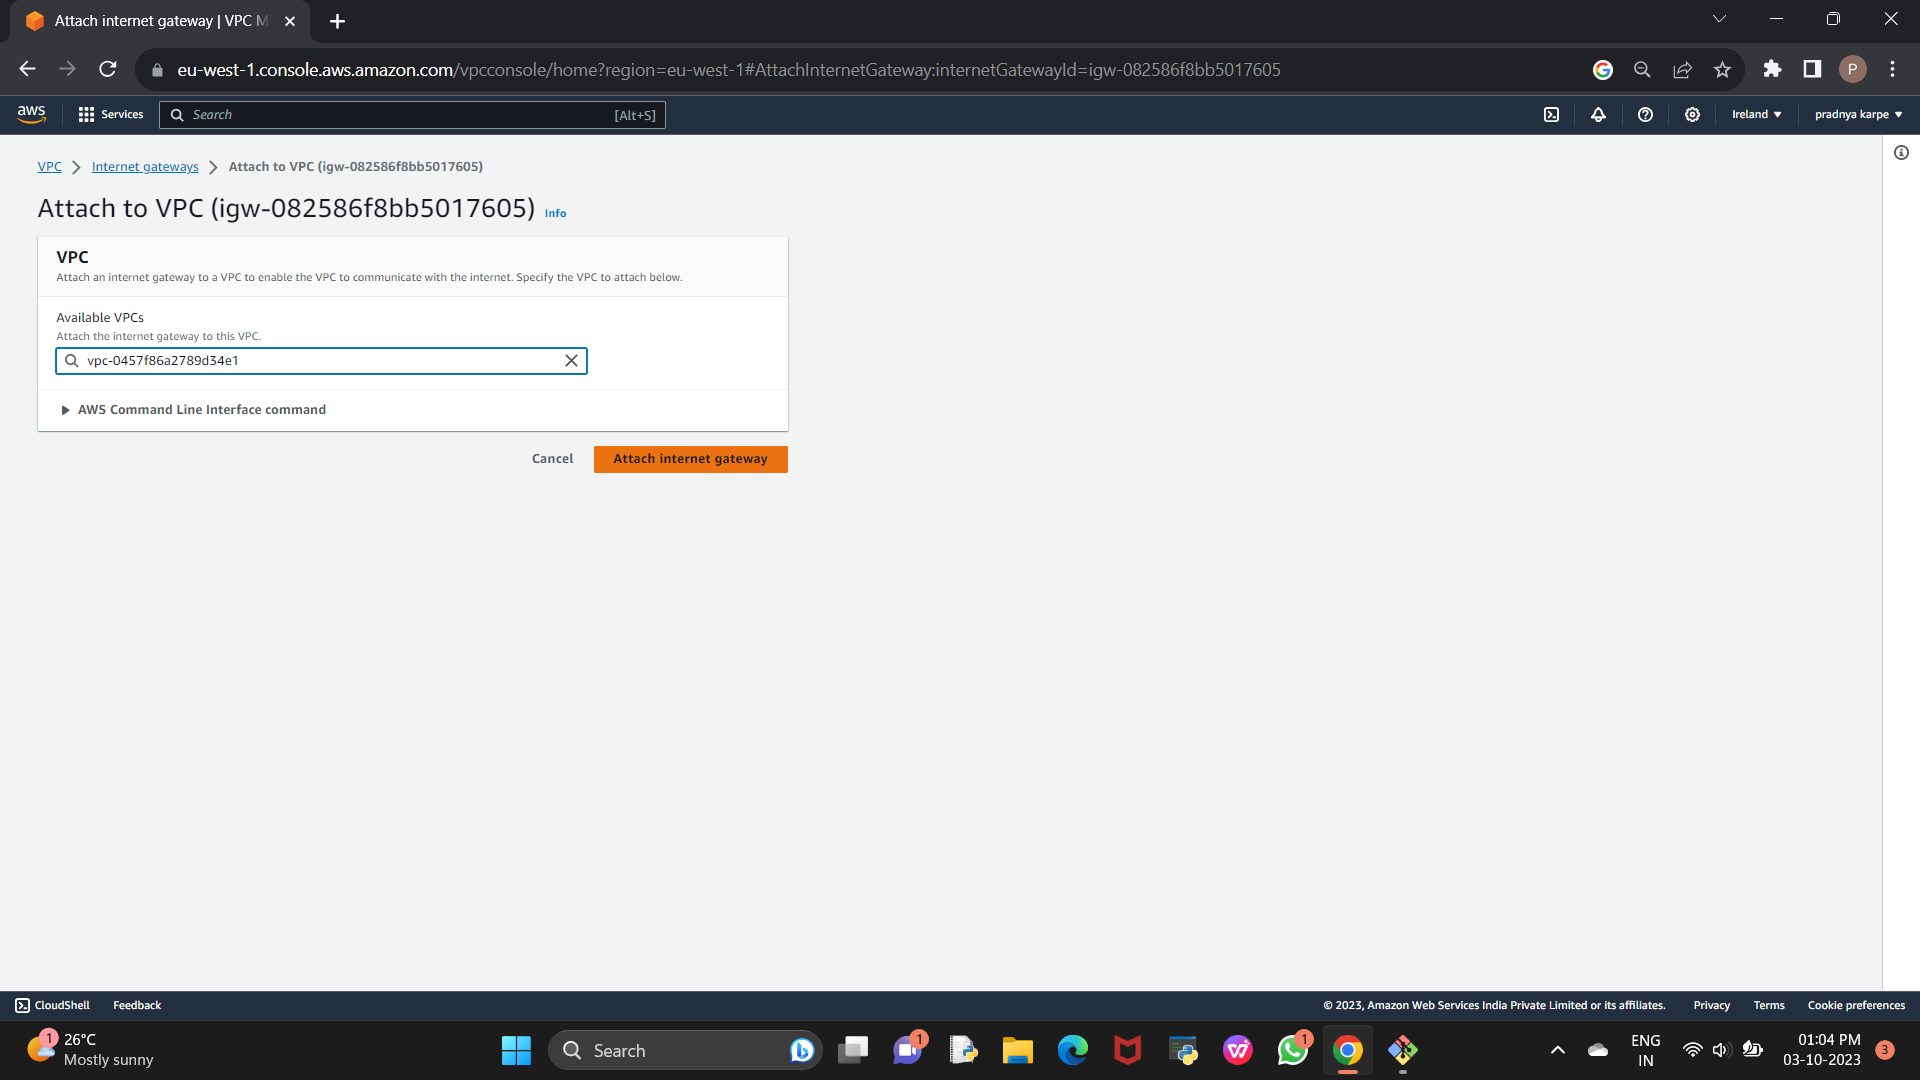 Attach internet gateway | VPC M
eu-west-1.console.aws.amazon.com/vpcconsole/home?region=eu-west-1#AttachInternetGateway:internetGatewayId=igw-082586f8bb5017605
P
aws
Services
Search
[Alt+S]
Ireland
pradnya karpe
VPC
Internet gateways
Attach to VPC (igw-082586f8bb5017605)
Attach to VPC (igw-082586f8bb5017605) Info
VPC
Attach an internet gateway to a VPC to enable the VPC to communicate with the internet. Specify the VPC to attach below.
Available VPCs
Attach the internet gateway to this VPC.
vpc-0457f86a2789d34e1
AWS Command Line Interface command
Cancel
Attach internet gateway
CloudShell
Feedback
© 2023, Amazon Web Services India Private Limited or its affiliates.
Privacy
Terms
Cookie preferences
1
26°C
Mostly sunny
Search
1
1
ENG
IN
01:04 PM
03-10-2023
3